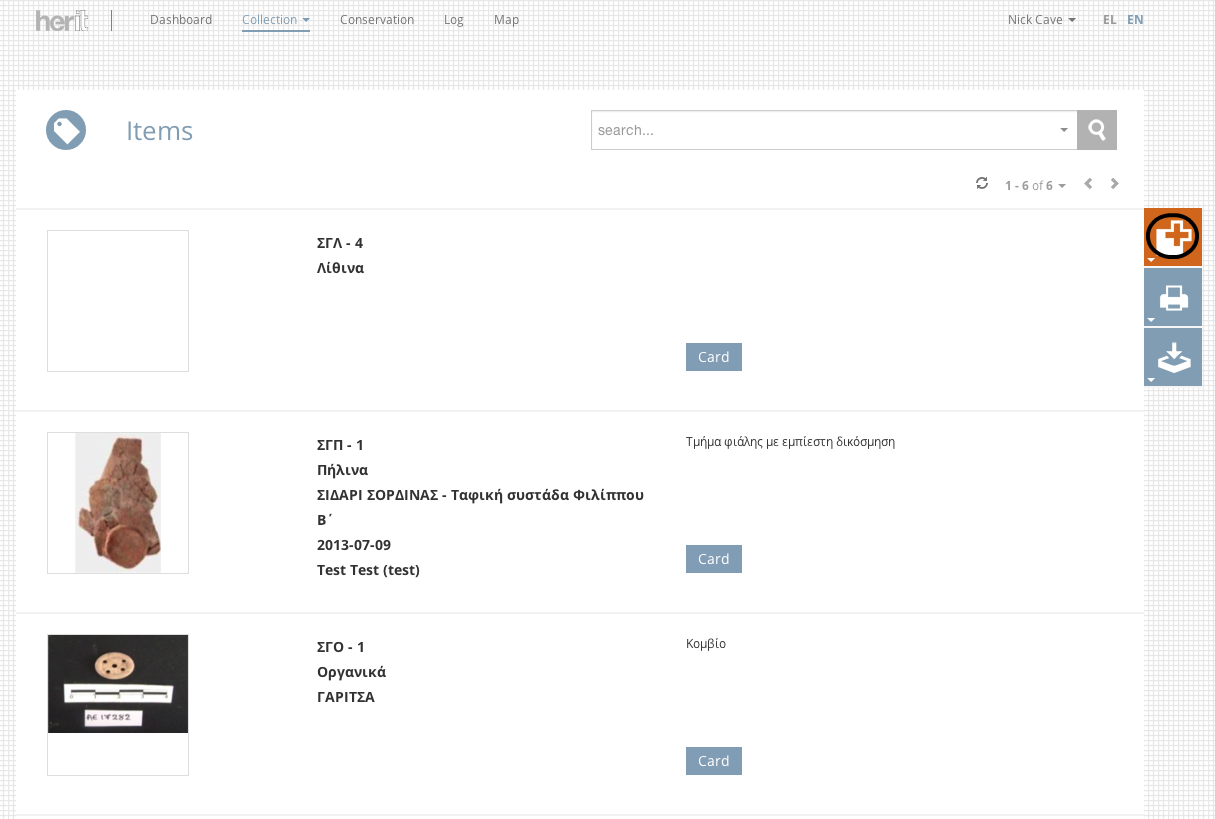 herit
Dashboard
Collection
Conservation
Log
Map
Nick Cave
EL
EN
Items
search...
1 - 6 of 6
ΣΓΛ - 4
Λίθινα
Card
ΣΓΠ - 1
Πήλινα
ΣΙΔΑΡΙ ΣΟΡΔΙΝΑΣ - Ταφική συστάδα Φιλίππου
Β΄
2013-07-09
Test Test (test)
Τμήμα φιάλης με εμπίεστη δικόσμηση
Card
ΣΓΟ - 1
Οργανικά
ΓΑΡΙΤΣΑ
Κομβίο
Card